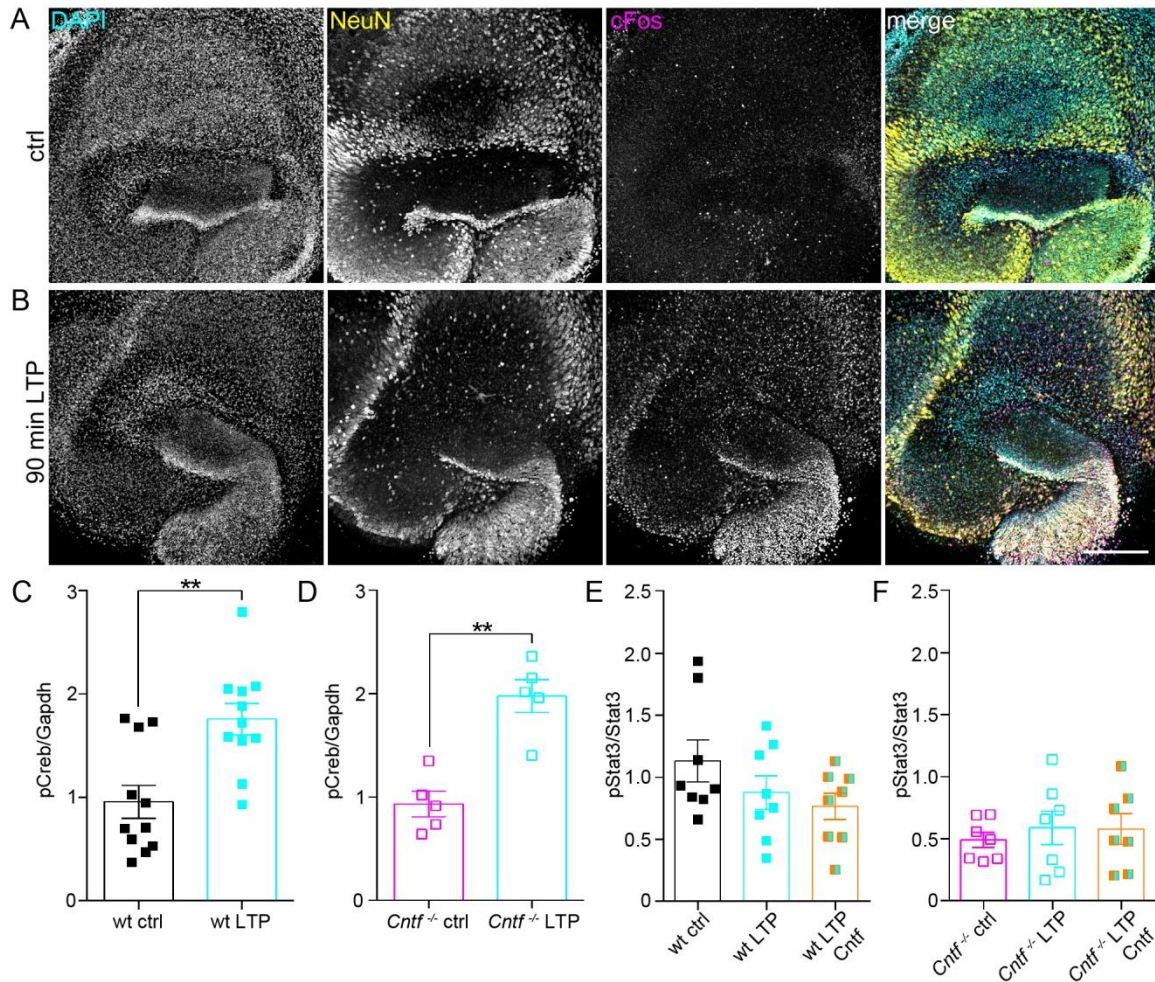 A DAPI NeuN cFos merge
ctrl
B
90 min LTP
C
**
pCreb/Gapdh
3
2
1
0
wt ctrl wt LTP
D
**
pCreb/Gapdh
3
2
1
0
Cntf -/- ctrl Cntf -/- LTP
E
pStat3/Stat3
2.5
2.0
1.5
1.0
0.5
0
wt ctrl
wt LTP
wt LTP
Cntf
F
pStat3/Stat3
2.5
2.0
1.5
1.0
0.5
0
Cntf -/- ctrl
Cntf -/- LTP
Cntf -/- LTP
Cntf